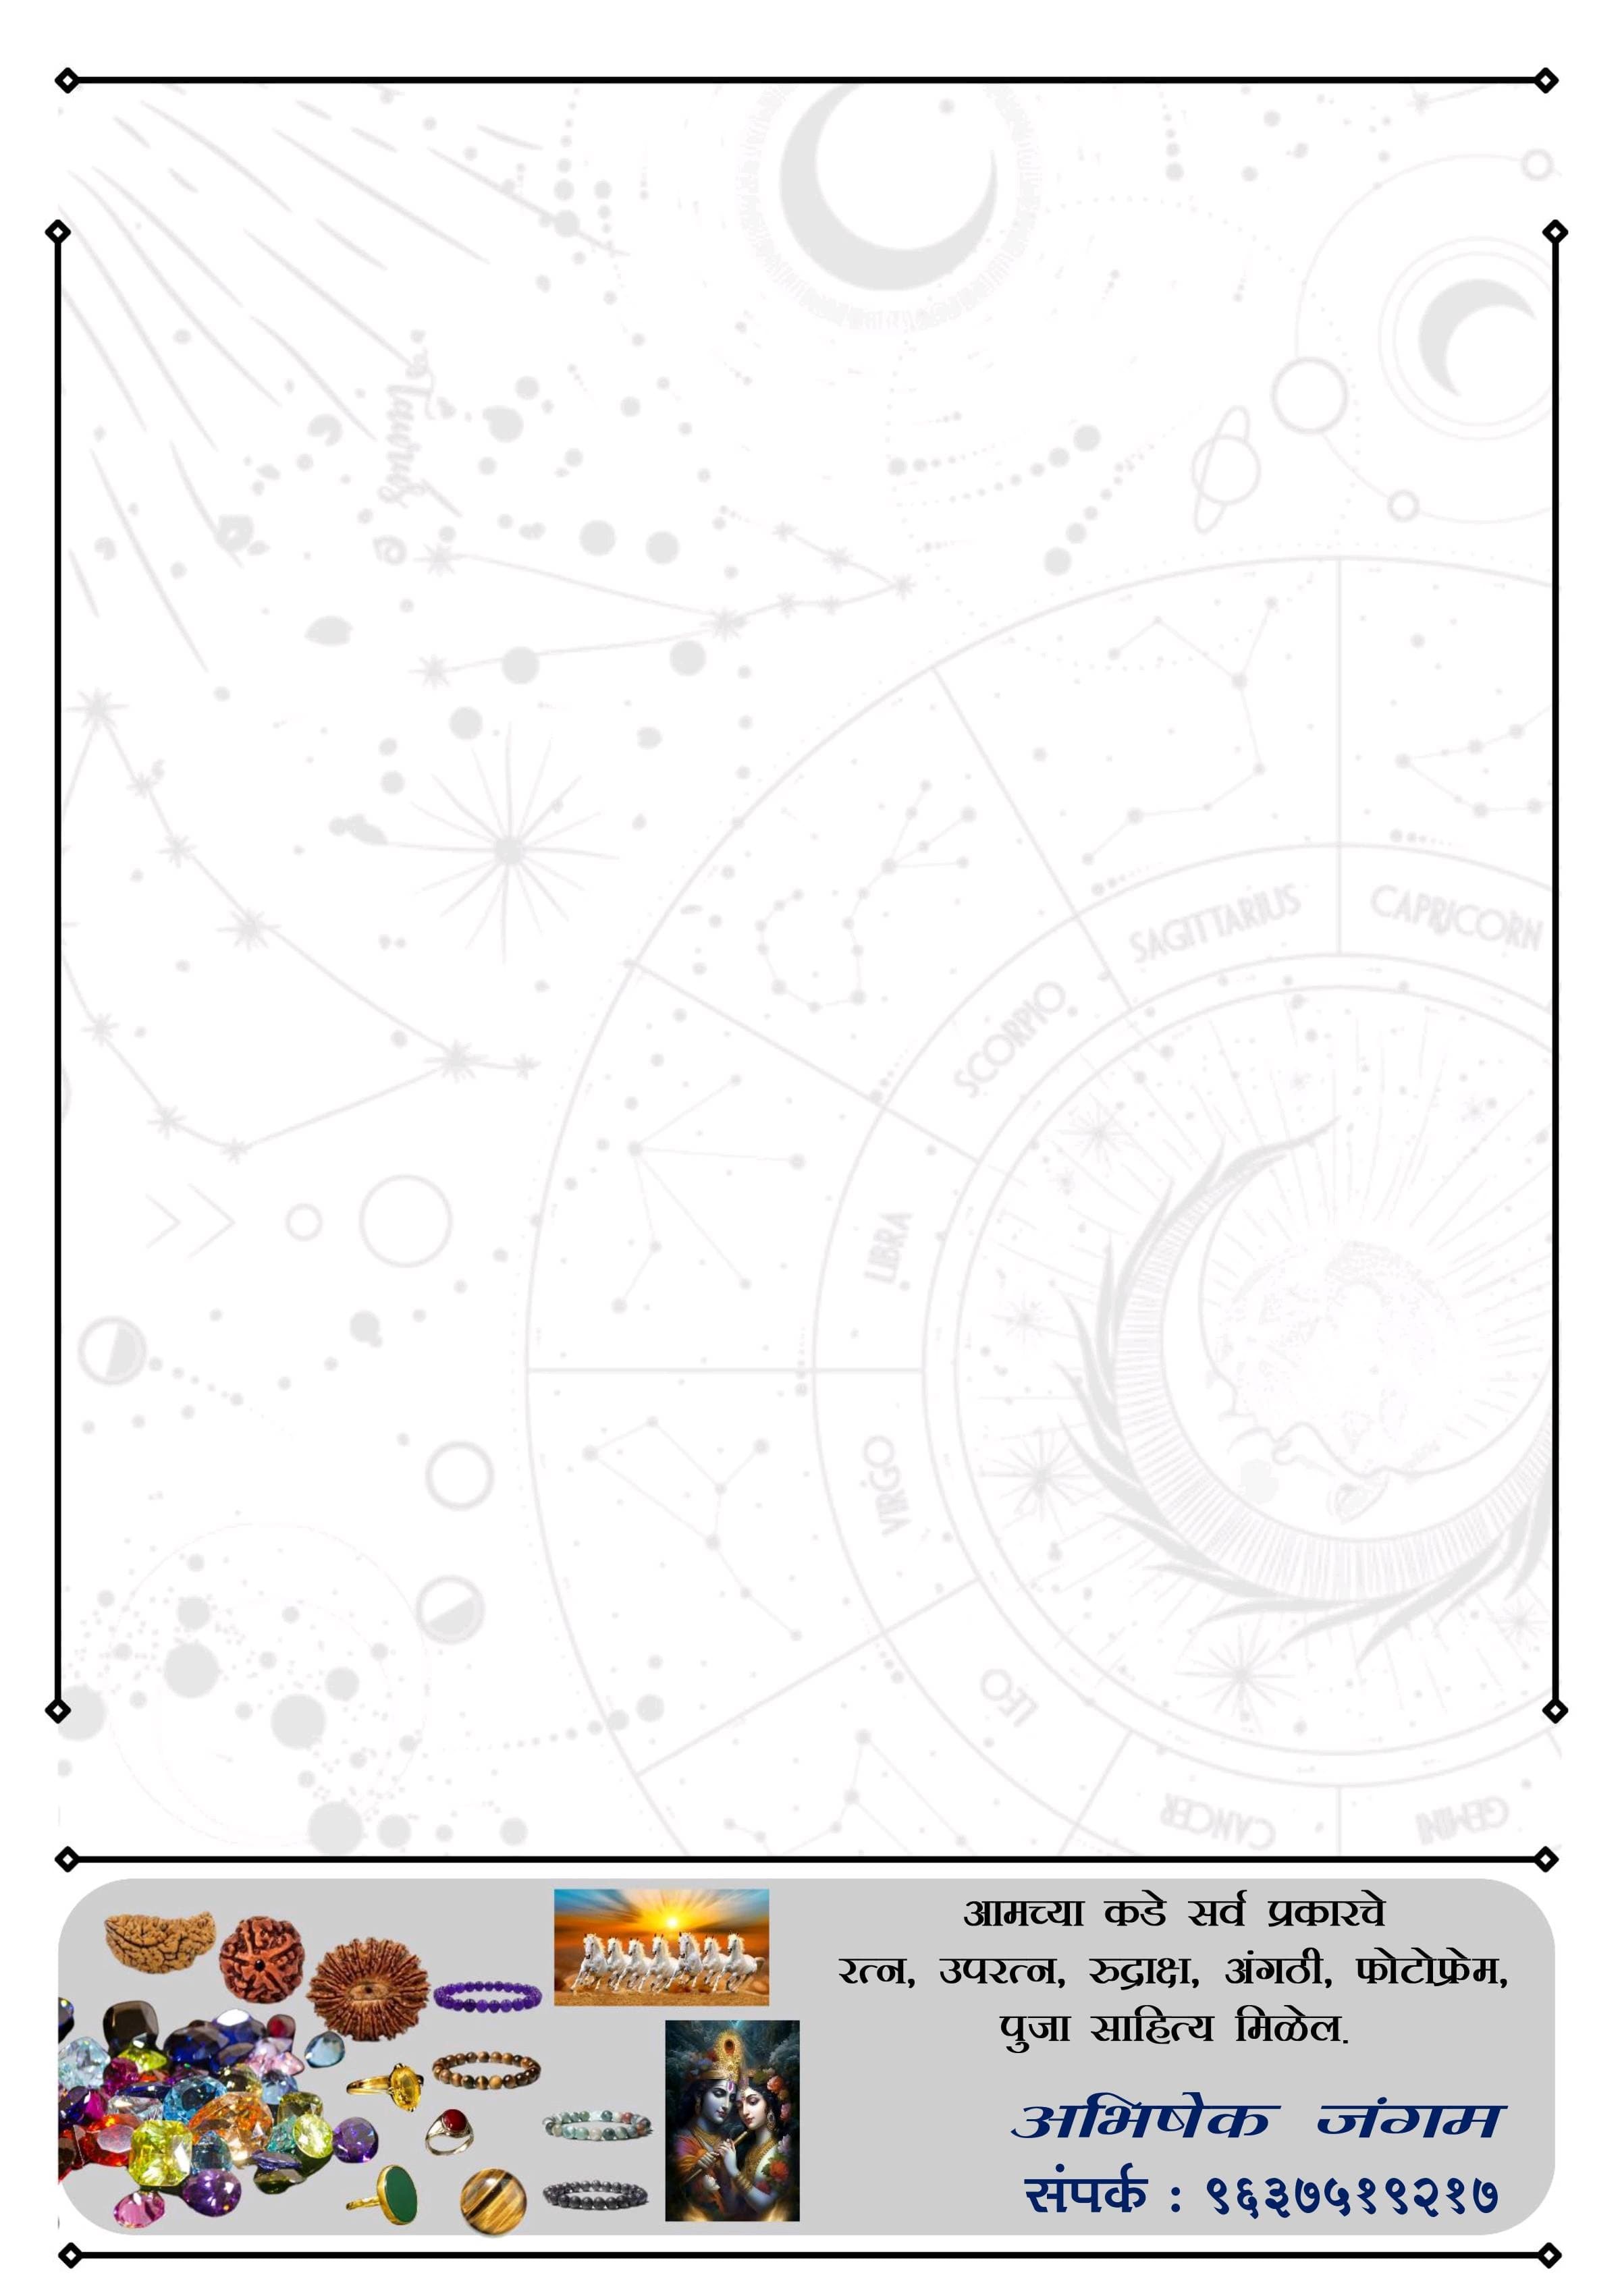 Taurus
SAGITTARIUS
CAPRICORN
SCORPIO
LIBRA
VIRGO
LEO
CANCER
GEMINI
आमच्या कडे सर्व प्रकारचे
रत्न, उपरत्न, रुद्राक्ष, अंगठी, फोटोफ्रेम,
पुजा साहित्य मिळेल.
अभिषेक जंगम
संपर्क : ९६३७५१९२१७